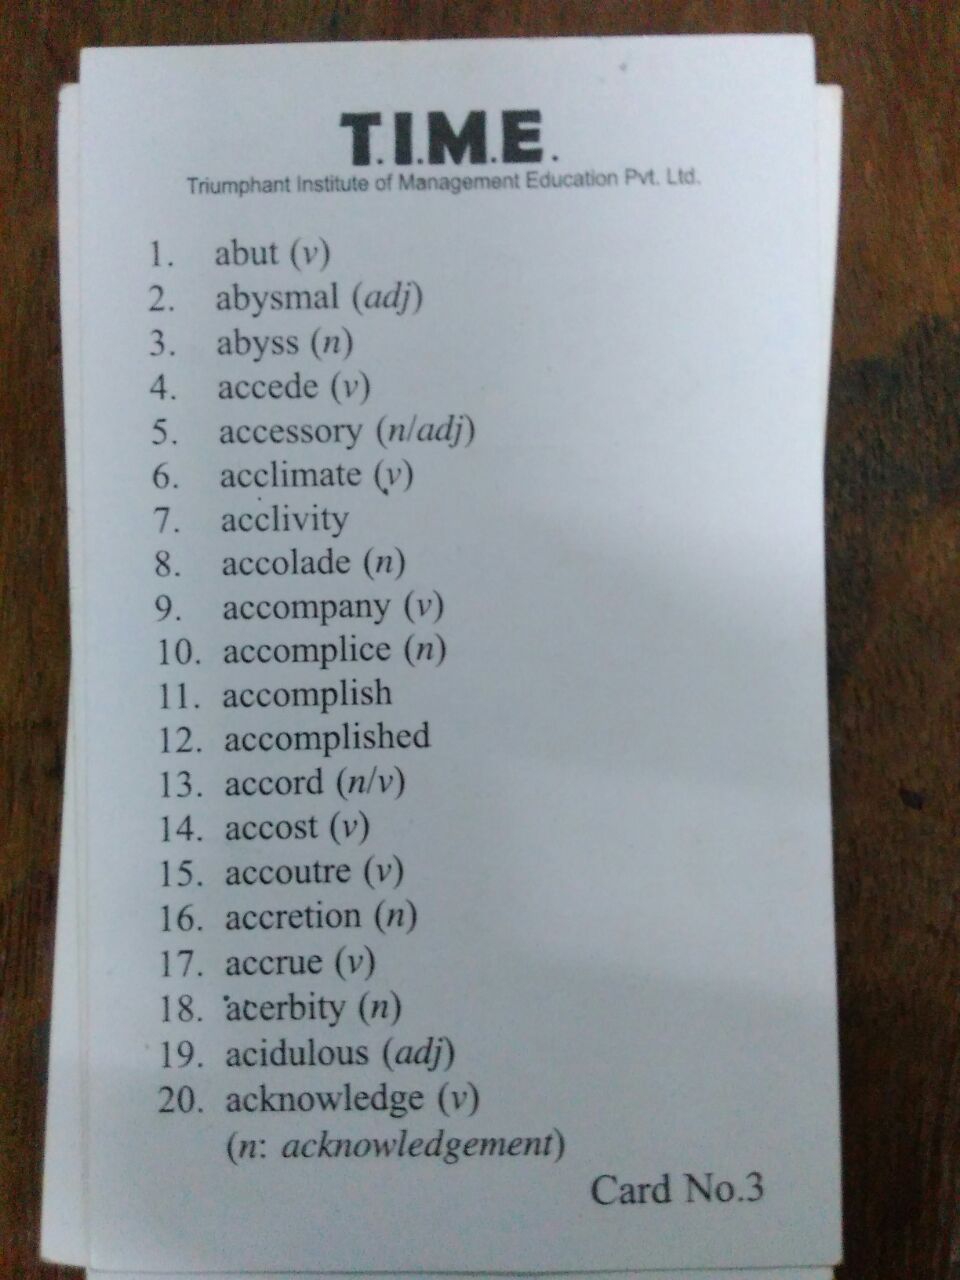 T.I.M.E.
Triumphant Institute of Management Education Pvt. Ltd.
1. abut (v)
2. abysmal (adj)
3. abyss (n)
4. accede (v)
5. accessory (n/adj)
6. acclimate (v)
7. acclivity
8. accolade (n)
9. accompany (v)
10. accomplice (n)
11. accomplish
12. accomplished
13. accord (n/v)
14. accost (v)
15. accoutre (v)
16. accretion (n)
17. accrue (v)
18. acerbity (n)
19. acidulous (adj)
20. acknowledge (v)
(n: acknowledgement)
Card No.3